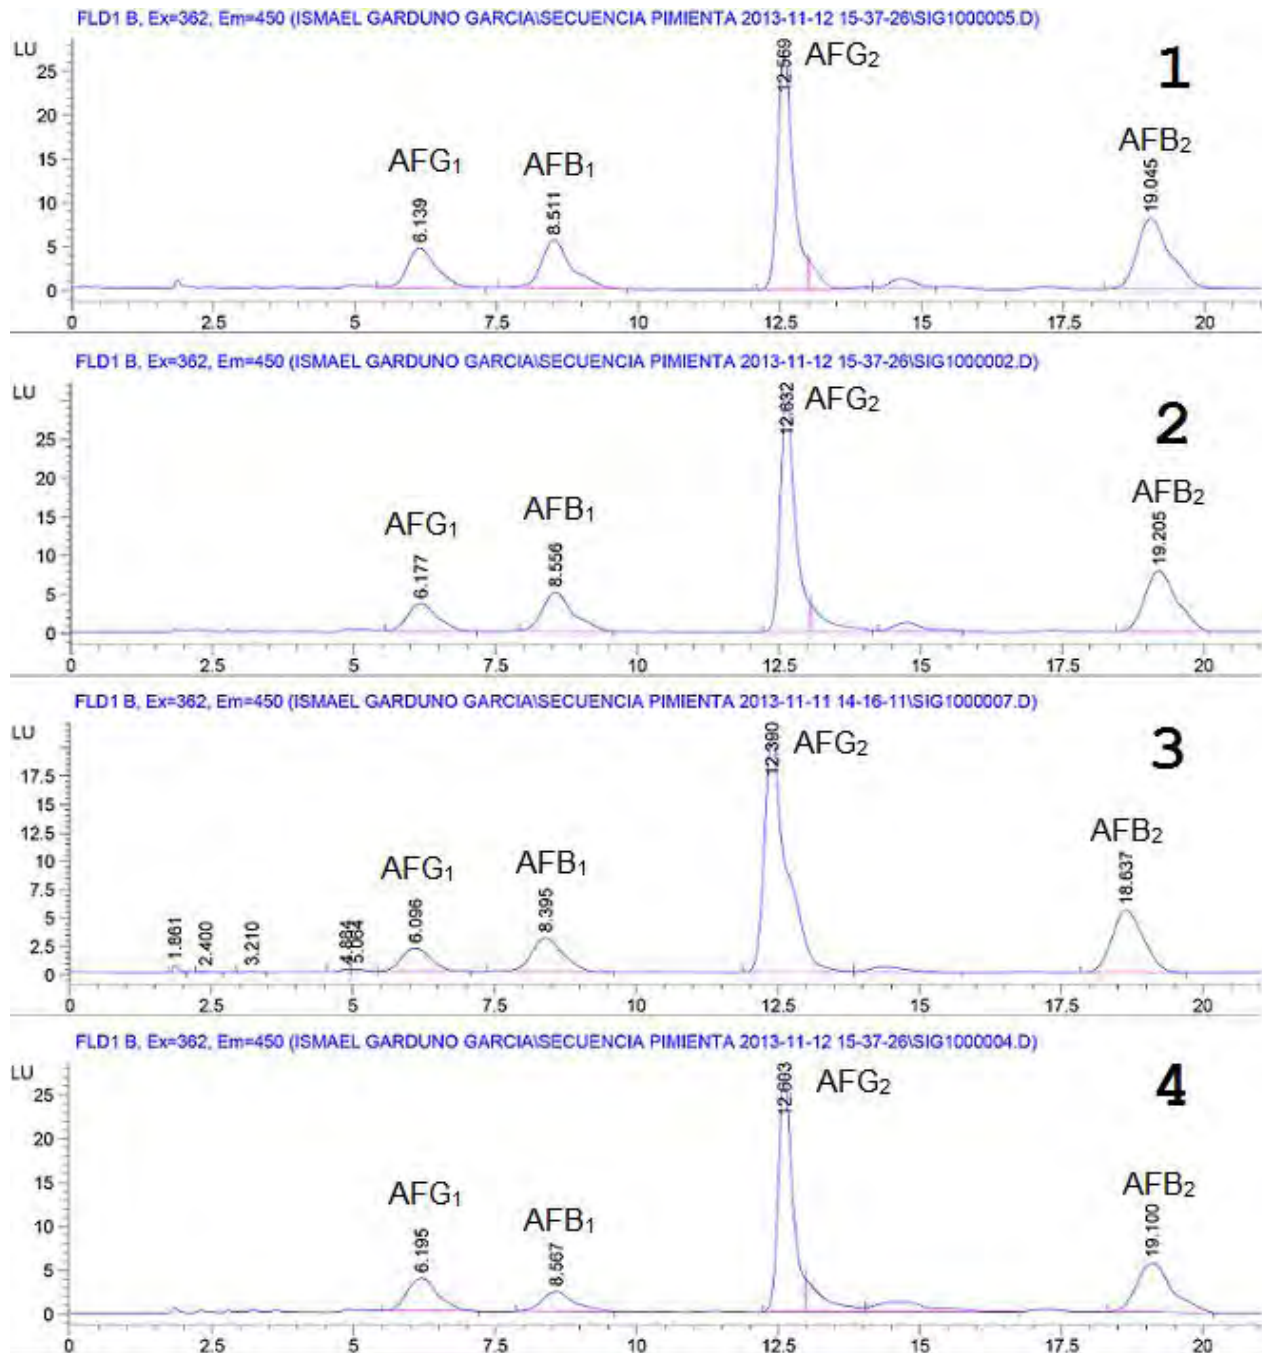 FLD1 B, Ex=362, Em=450 (ISMAEL GARDUNO GARCIA\SECUENCIA PIMIENTA 2013-11-12 15-37-26\SIG1000005.D)
LU
12.569
AFG₂
1
25
20
AFB₂
15
AFG₁
AFB₁
19.045
10
6.139
8.511
5
0
0 2.5 5 7.5 10 12.5 15 17.5 20
FLD1 B, Ex=362, Em=450 (ISMAEL GARDUNO GARCIA\SECUENCIA PIMIENTA 2013-11-12 15-37-26\SIG1000002.D)
LU
12.632
AFG₂
2
25
20
AFB₂
15
AFG₁
AFB₁
19.205
10
6.177
8.556
5
0
0 2.5 5 7.5 10 12.5 15 17.5 20
FLD1 B, Ex=362, Em=450 (ISMAEL GARDUNO GARCIA\SECUENCIA PIMIENTA 2013-11-11 14-16-11\SIG1000007.D)
LU
12.390
AFG₂
3
17.5
15
12.5
AFB₂
10
AFG₁
AFB₁
18.637
7.5
5
1.861
2.400
3.210
5.064
6.096
8.395
2.5
0
0 2.5 5 7.5 10 12.5 15 17.5 20
FLD1 B, Ex=362, Em=450 (ISMAEL GARDUNO GARCIA\SECUENCIA PIMIENTA 2013-11-12 15-37-26\SIG1000004.D)
LU
12.603
AFG₂
4
25
20
AFB₂
15
AFG₁
AFB₁
19.100
10
6.195
8.567
5
0
0 2.5 5 7.5 10 12.5 15 17.5 20